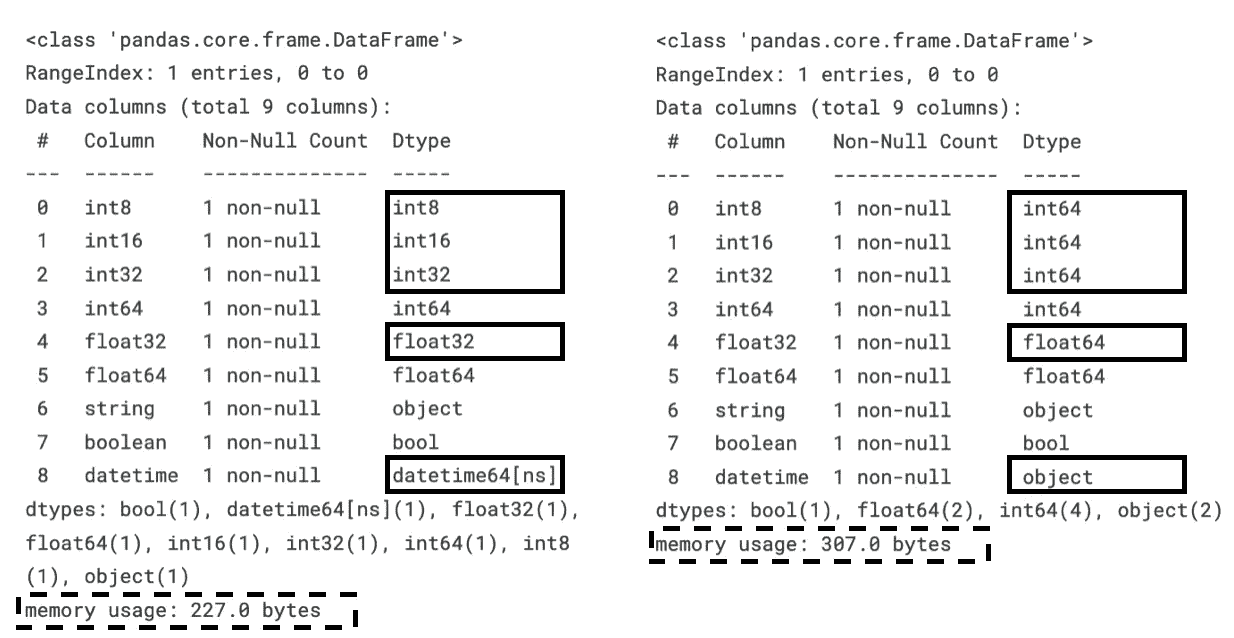 <class 'pandas.core.frame.DataFrame'>
RangeIndex: 1 entries, 0 to 0
Data columns (total 9 columns):
#   Column   Non-Null Count   Dtype
---   ------   --------------   -----
0   int8   1 non-null   int8
1   int16   1 non-null   int16
2   int32   1 non-null   int32
3   int64   1 non-null   int64
4   float32   1 non-null   float32
5   float64   1 non-null   float64
6   string   1 non-null   object
7   boolean   1 non-null   bool
8   datetime   1 non-null   datetime64[ns]
dtypes: bool(1), datetime64[ns](1), float32(1),
float64(1), int16(1), int32(1), int64(1), int8
(1), object(1)
memory usage: 227.0 bytes
<class 'pandas.core.frame.DataFrame'>
RangeIndex: 1 entries, 0 to 0
Data columns (total 9 columns):
#   Column   Non-Null Count   Dtype
---   ------   --------------   -----
0   int8   1 non-null   int64
1   int16   1 non-null   int64
2   int32   1 non-null   int64
3   int64   1 non-null   int64
4   float32   1 non-null   float64
5   float64   1 non-null   float64
6   string   1 non-null   object
7   boolean   1 non-null   bool
8   datetime   1 non-null   object
dtypes: bool(1), float64(2), int64(4), object(2)
memory usage: 307.0 bytes